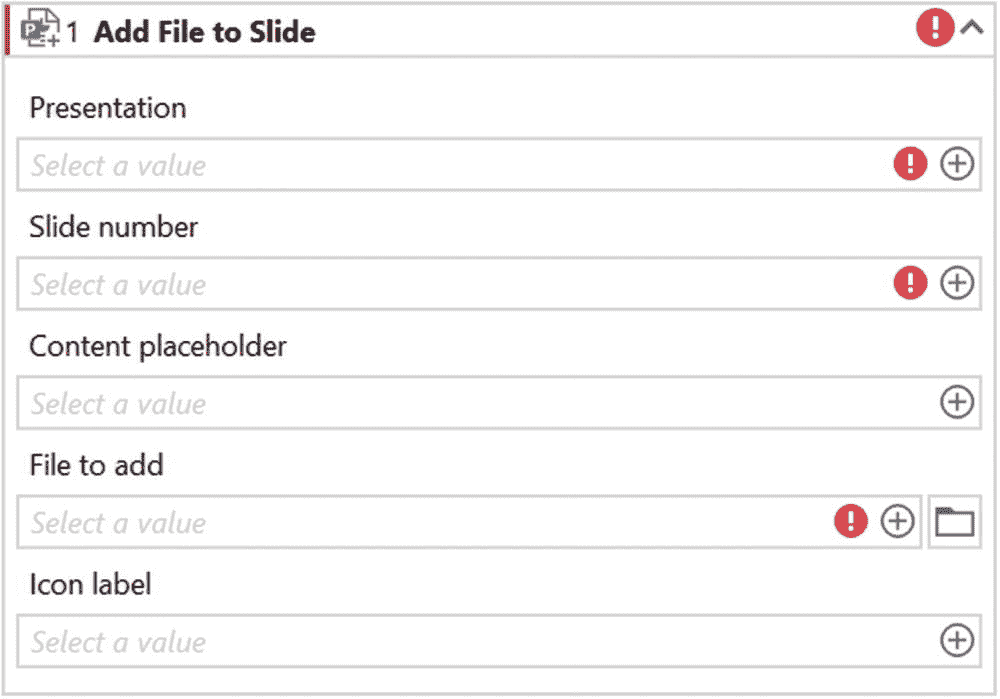 1 Add File to Slide
Presentation
Select a value
Slide number
Select a value
Content placeholder
Select a value
File to add
Select a value
Icon label
Select a value